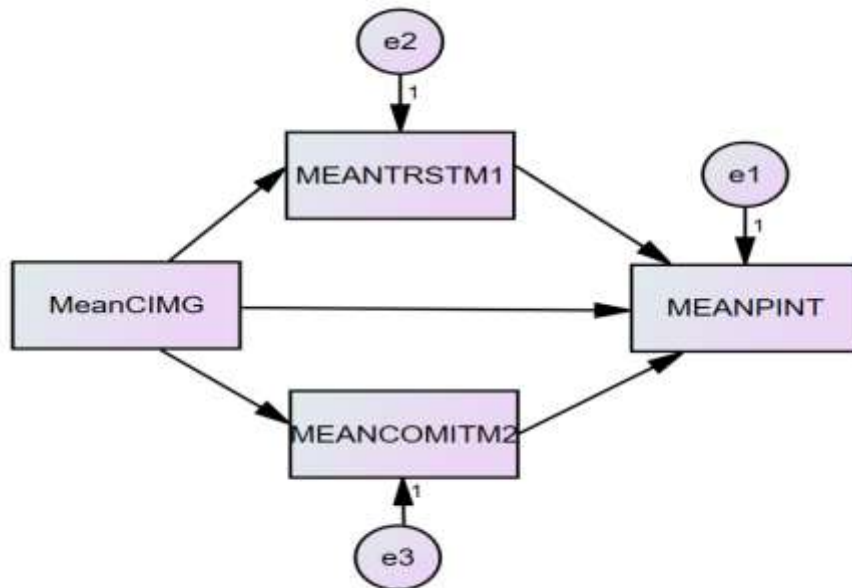 e2
1
MEANTRSTM1
e1
1
MeanCIMG
MEANPINT
MEANCOMITM2
1
e3